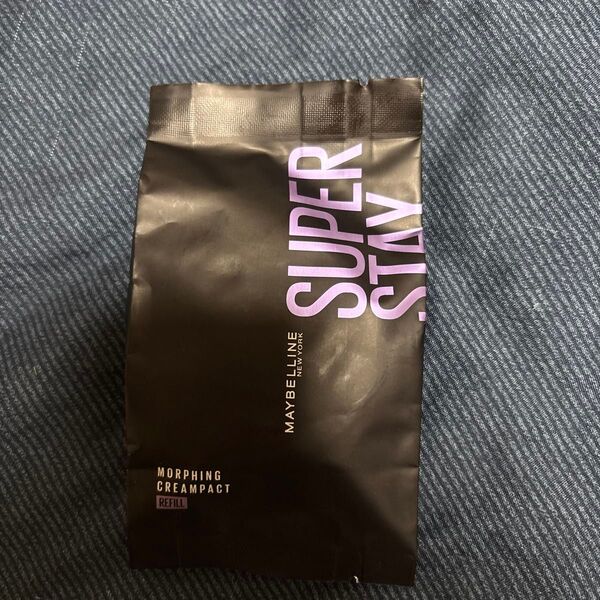 SUPER
STAY
MAYBELLINE
NEW YORK
MORPHING
CREAMPACT
REFILL